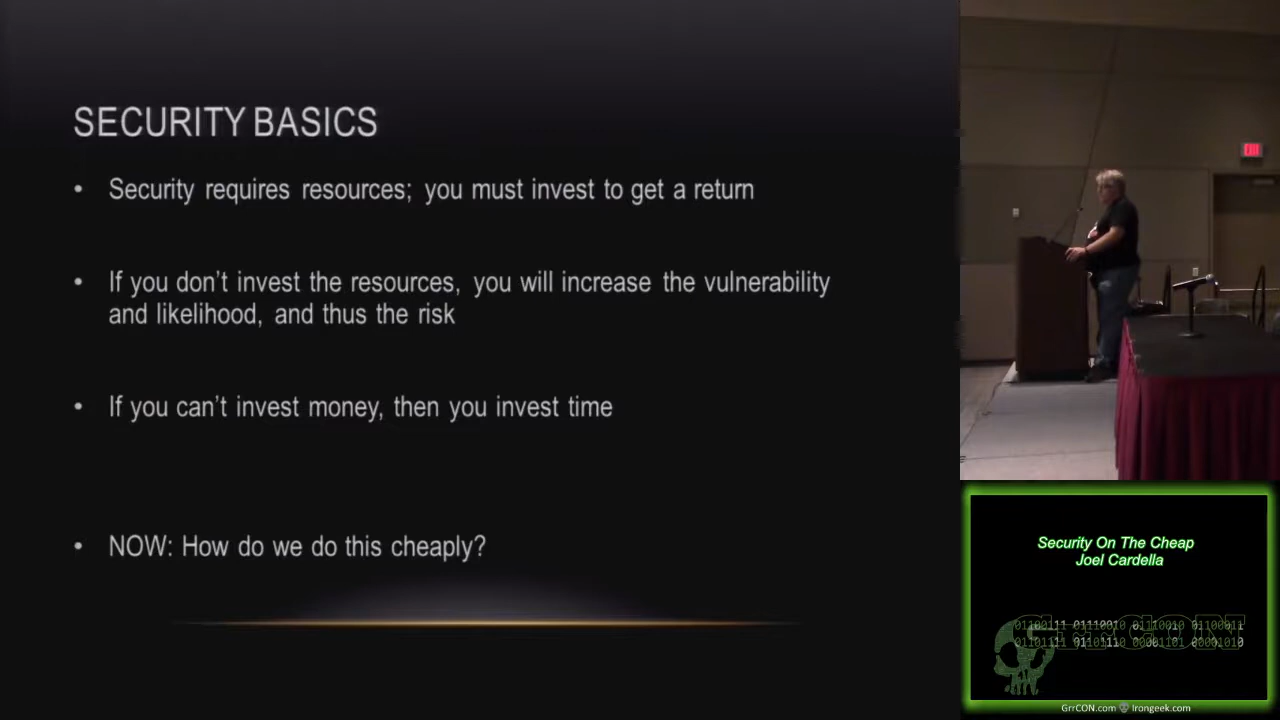 SECURITY BASICS
• Security requires resources; you must invest to get a return
• If you don't invest the resources, you will increase the vulnerability
and likelihood, and thus the risk
• If you can't invest money, then you invest time
• NOW: How do we do this cheaply?
EXIT
Security On The Cheap
Joel Cardella
GrrCON
GrrCON.com Irongeek.com